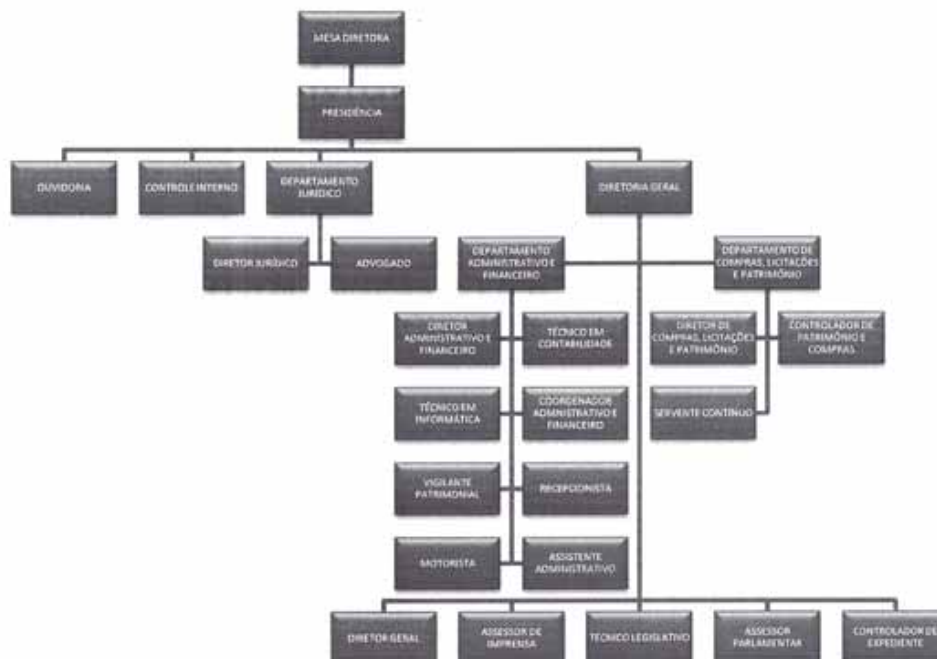 MESA DIRETORA
PRESIDÊNCIA
OUVIDORIA
CONTROLE INTERNO
DEPARTAMENTO
JURÍDICO
DIRETORIA GERAL
DIRETOR JURÍDICO
ADVOGADO
DEPARTAMENTO
ADMINISTRATIVO E
FINANCEIRO
DEPARTAMENTO DE
COMPRAS, LICITAÇÕES
E PATRIMÔNIO
DIRETOR
ADMINISTRATIVO E
FINANCEIRO
TÉCNICO EM
CONTABILIDADE
DIRETOR DE
COMPRAS, LICITAÇÕES
E PATRIMÔNIO
CONTROLADOR DE
PATRIMÔNIO E
COMPRAS
TÉCNICO EM
INFORMÁTICA
COORDENADOR
ADMINISTRATIVO E
FINANCEIRO
SERVENTE CONTÍNUO
VIGILANTE
PATRIMONIAL
RECEPCIONISTA
MOTORISTA
ASSISTENTE
ADMINISTRATIVO
DIRETOR GERAL
ASSESSOR DE
IMPRENSA
TÉCNICO LEGISLATIVO
ASSESSOR
PARLAMENTAR
CONTROLADOR DE
EXPEDIENTE